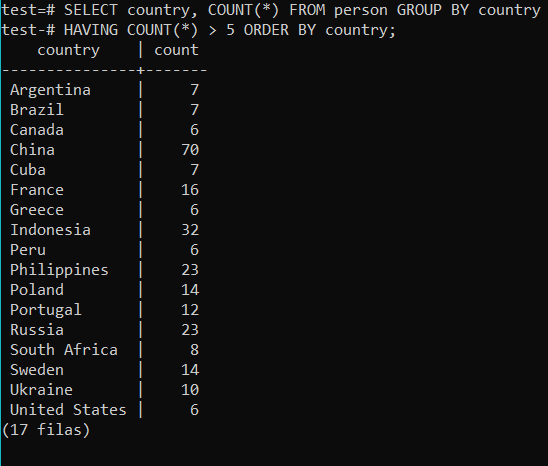 test=# SELECT country, COUNT(*) FROM person GROUP BY country
test-# HAVING COUNT(*) > 5 ORDER BY country;
    country    | count
---------------+-------
 Argentina     |     7
 Brazil        |     7
 Canada        |     6
 China         |    70
 Cuba          |     7
 France        |    16
 Greece        |     6
 Indonesia     |    32
 Peru          |     6
 Philippines   |    23
 Poland        |    14
 Portugal      |    12
 Russia        |    23
 South Africa  |     8
 Sweden        |    14
 Ukraine       |    10
 United States |     6
(17 filas)